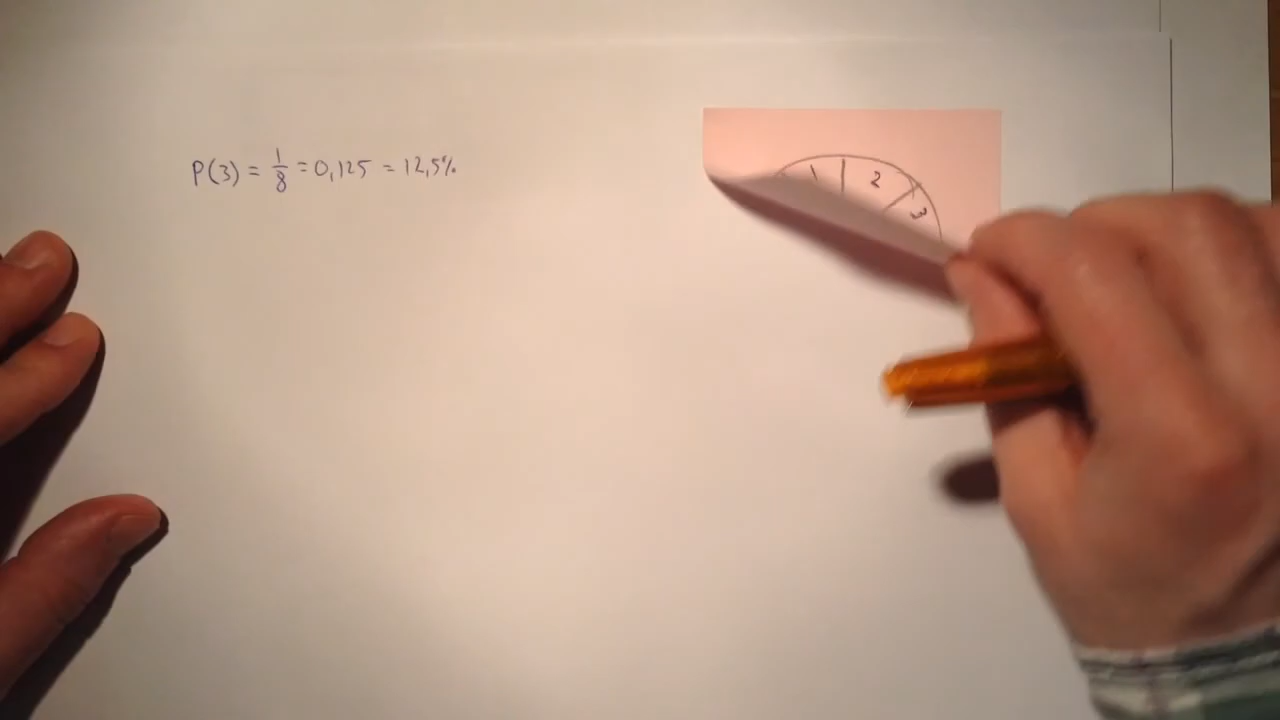 P(3) = 1/8 = 0,125 = 12,5%
1 2
3